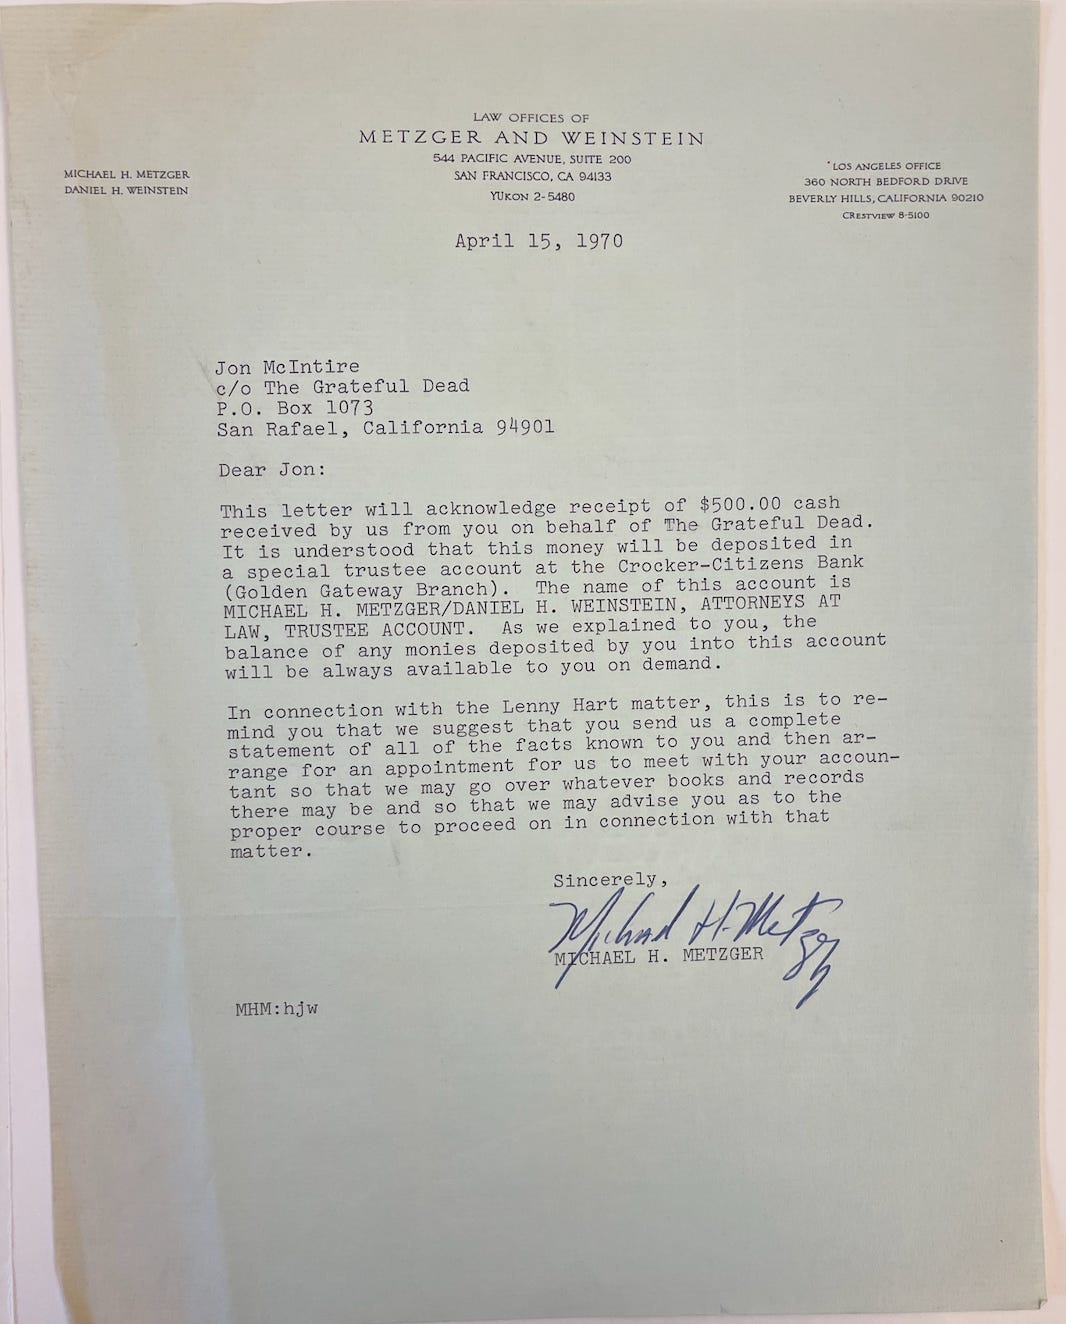 LAW OFFICES OF
METZGER AND WEINSTEIN
544 PACIFIC AVENUE, SUITE 200
SAN FRANCISCO, CA 94133
YUKON 2-5480
MICHAEL H. METZGER
DANIEL H. WEINSTEIN
*LOS ANGELES OFFICE
360 NORTH BEDFORD DRIVE
BEVERLY HILLS, CALIFORNIA 90210
CRESTVIEW 8-5100
April 15, 1970
Jon McIntire
c/o The Grateful Dead
P.O. Box 1073
San Rafael, California 94901
Dear Jon:
This letter will acknowledge receipt of $500.00 cash
received by us from you on behalf of The Grateful Dead.
It is understood that this money will be deposited in
a special trustee account at the Crocker-Citizens Bank
(Golden Gateway Branch).  The name of this account is
MICHAEL H. METZGER/DANIEL H. WEINSTEIN, ATTORNEYS AT
LAW, TRUSTEE ACCOUNT.  As we explained to you, the
balance of any monies deposited by you into this account
will be always available to you on demand.
In connection with the Lenny Hart matter, this is to re-
mind you that we suggest that you send us a complete
statement of all of the facts known to you and then ar-
range for an appointment for us to meet with your accoun-
tant so that we may go over whatever books and records
there may be and so that we may advise you as to the
proper course to proceed on in connection with that
matter.
Sincerely,
Michael H. Metzger
MICHAEL H. METZGER
MHM:hjw